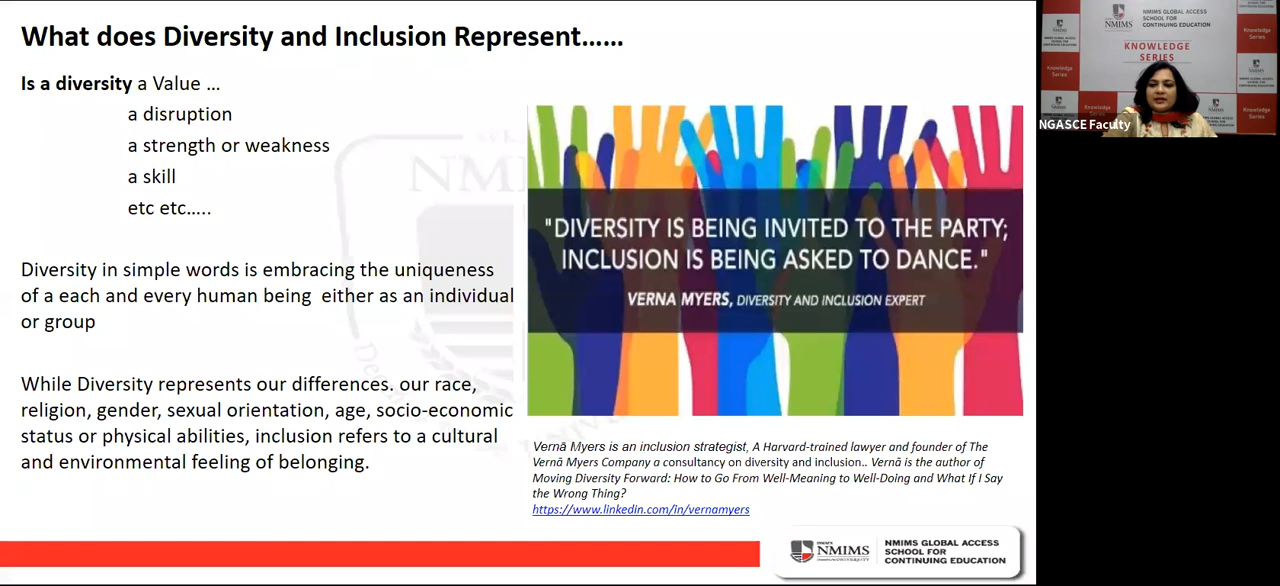 What does Diversity and Inclusion Represent......
Is a diversity a Value ...
a disruption
a strength or weakness
a skill
etc etc.....
Diversity in simple words is embracing the uniqueness
of a each and every human being either as an individual
or group
While Diversity represents our differences. our race,
religion, gender, sexual orientation, age, socio-economic
status or physical abilities, inclusion refers to a cultural
and environmental feeling of belonging.
"DIVERSITY IS BEING INVITED TO THE PARTY;
INCLUSION IS BEING ASKED TO DANCE."
VERNA MYERS, DIVERSITY AND INCLUSION EXPERT
Vernā Myers is an inclusion strategist, A Harvard-trained lawyer and founder of The
Vernā Myers Company a consultancy on diversity and inclusion.. Vernā is the author of
Moving Diversity Forward: How to Go From Well-Meaning to Well-Doing and What If I Say
the Wrong Thing?
https://www.linkedin.com/in/vernamyers
NMIMS
NMIMS GLOBAL ACCESS
SCHOOL FOR
CONTINUING EDUCATION
NMIMS
NMIMS GLOBAL ACCESS
SCHOOL FOR
CONTINUING EDUCATION
KNOWLEDGE
SERIES
Knowledge
Series
Knowledge
Series
NGASCE Faculty